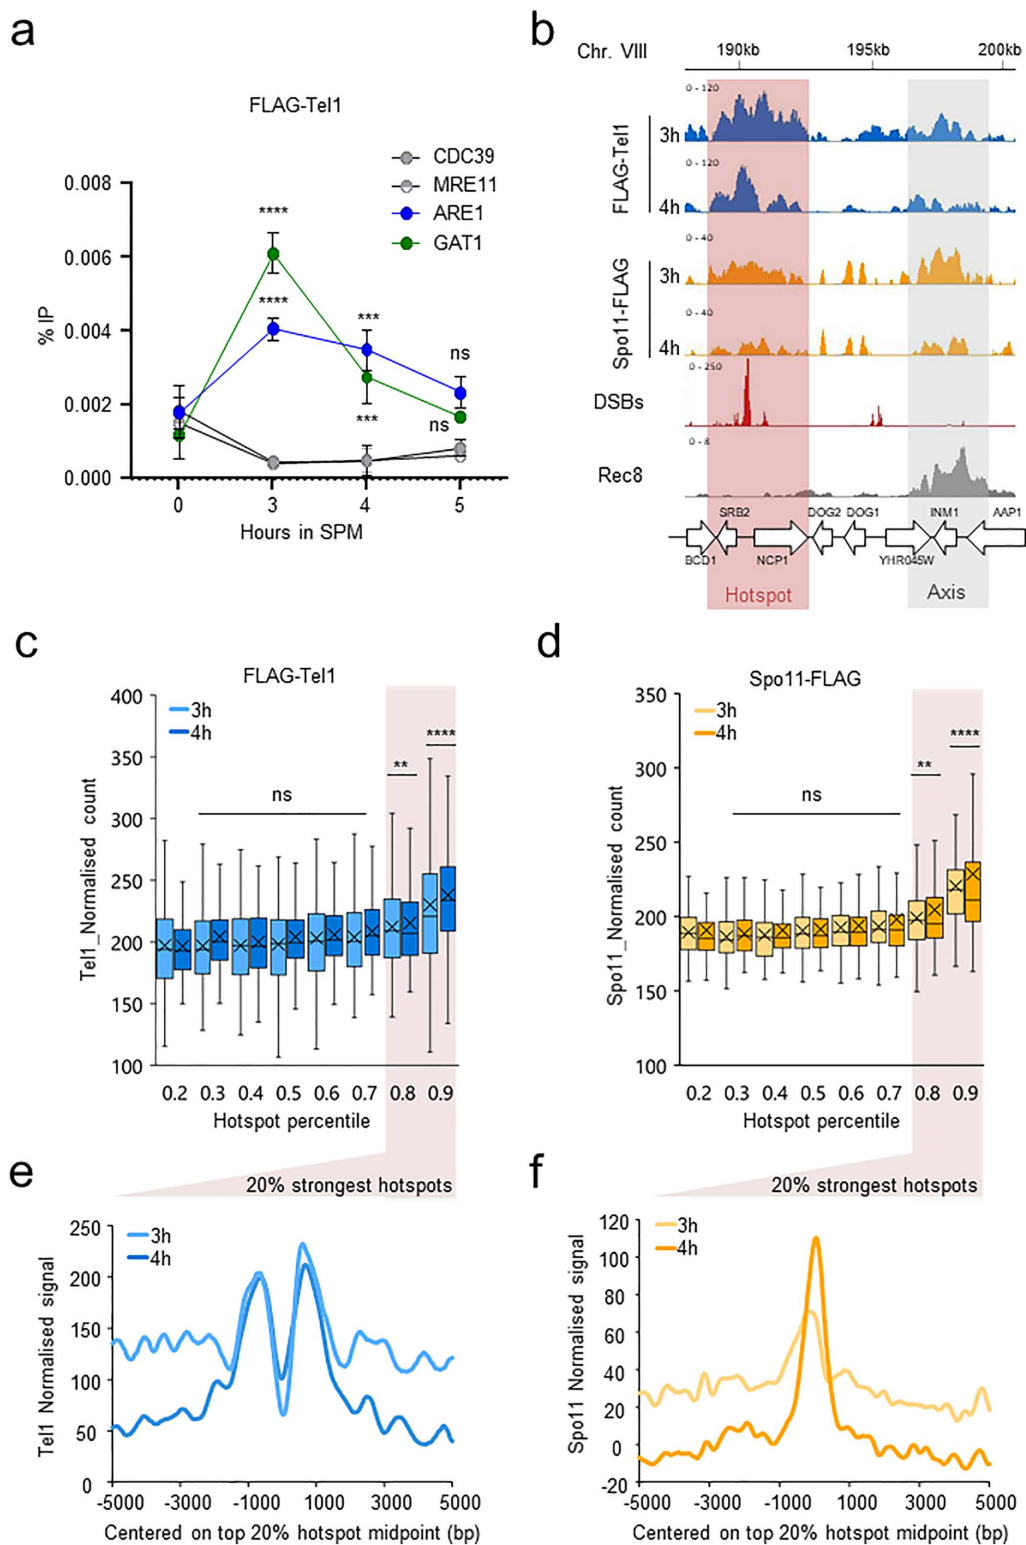 a
FLAG-Tel1
CDC39
MRE11
ARE1
GAT1
0.008
0.006
0.004
0.002
0.000
% IP
****
****
***
***
ns
ns
0 3 4 5
Hours in SPM
b
Chr. VIII
190kb 195kb 200kb
FLAG-Tel1
3h
0 - 120
4h
0 - 120
Spo11-FLAG
3h
0 - 40
4h
0 - 40
DSBs
0 - 250
Rec8
0 - 8
SRB2 DOG2 DOG1 INM1 AAP1
BCD1 NCP1 YHR045W
Hotspot Axis
c
FLAG-Tel1
3h
4h
400
350
300
250
200
150
100
Tel1_Normalised count
ns
**
****
0.2 0.3 0.4 0.5 0.6 0.7 0.8 0.9
Hotspot percentile
d
Spo11-FLAG
3h
4h
350
300
250
200
150
100
Spo11_Normalised count
ns
**
****
0.2 0.3 0.4 0.5 0.6 0.7 0.8 0.9
Hotspot percentile
e
20% strongest hotspots
3h
4h
250
200
150
100
50
0
Tel1 Normalised signal
-5000 -3000 -1000 1000 3000 5000
Centered on top 20% hotspot midpoint (bp)
f
20% strongest hotspots
3h
4h
120
100
80
60
40
20
0
-20
Spo11 Normalised signal
-5000 -3000 -1000 1000 3000 5000
Centered on top 20% hotspot midpoint (bp)